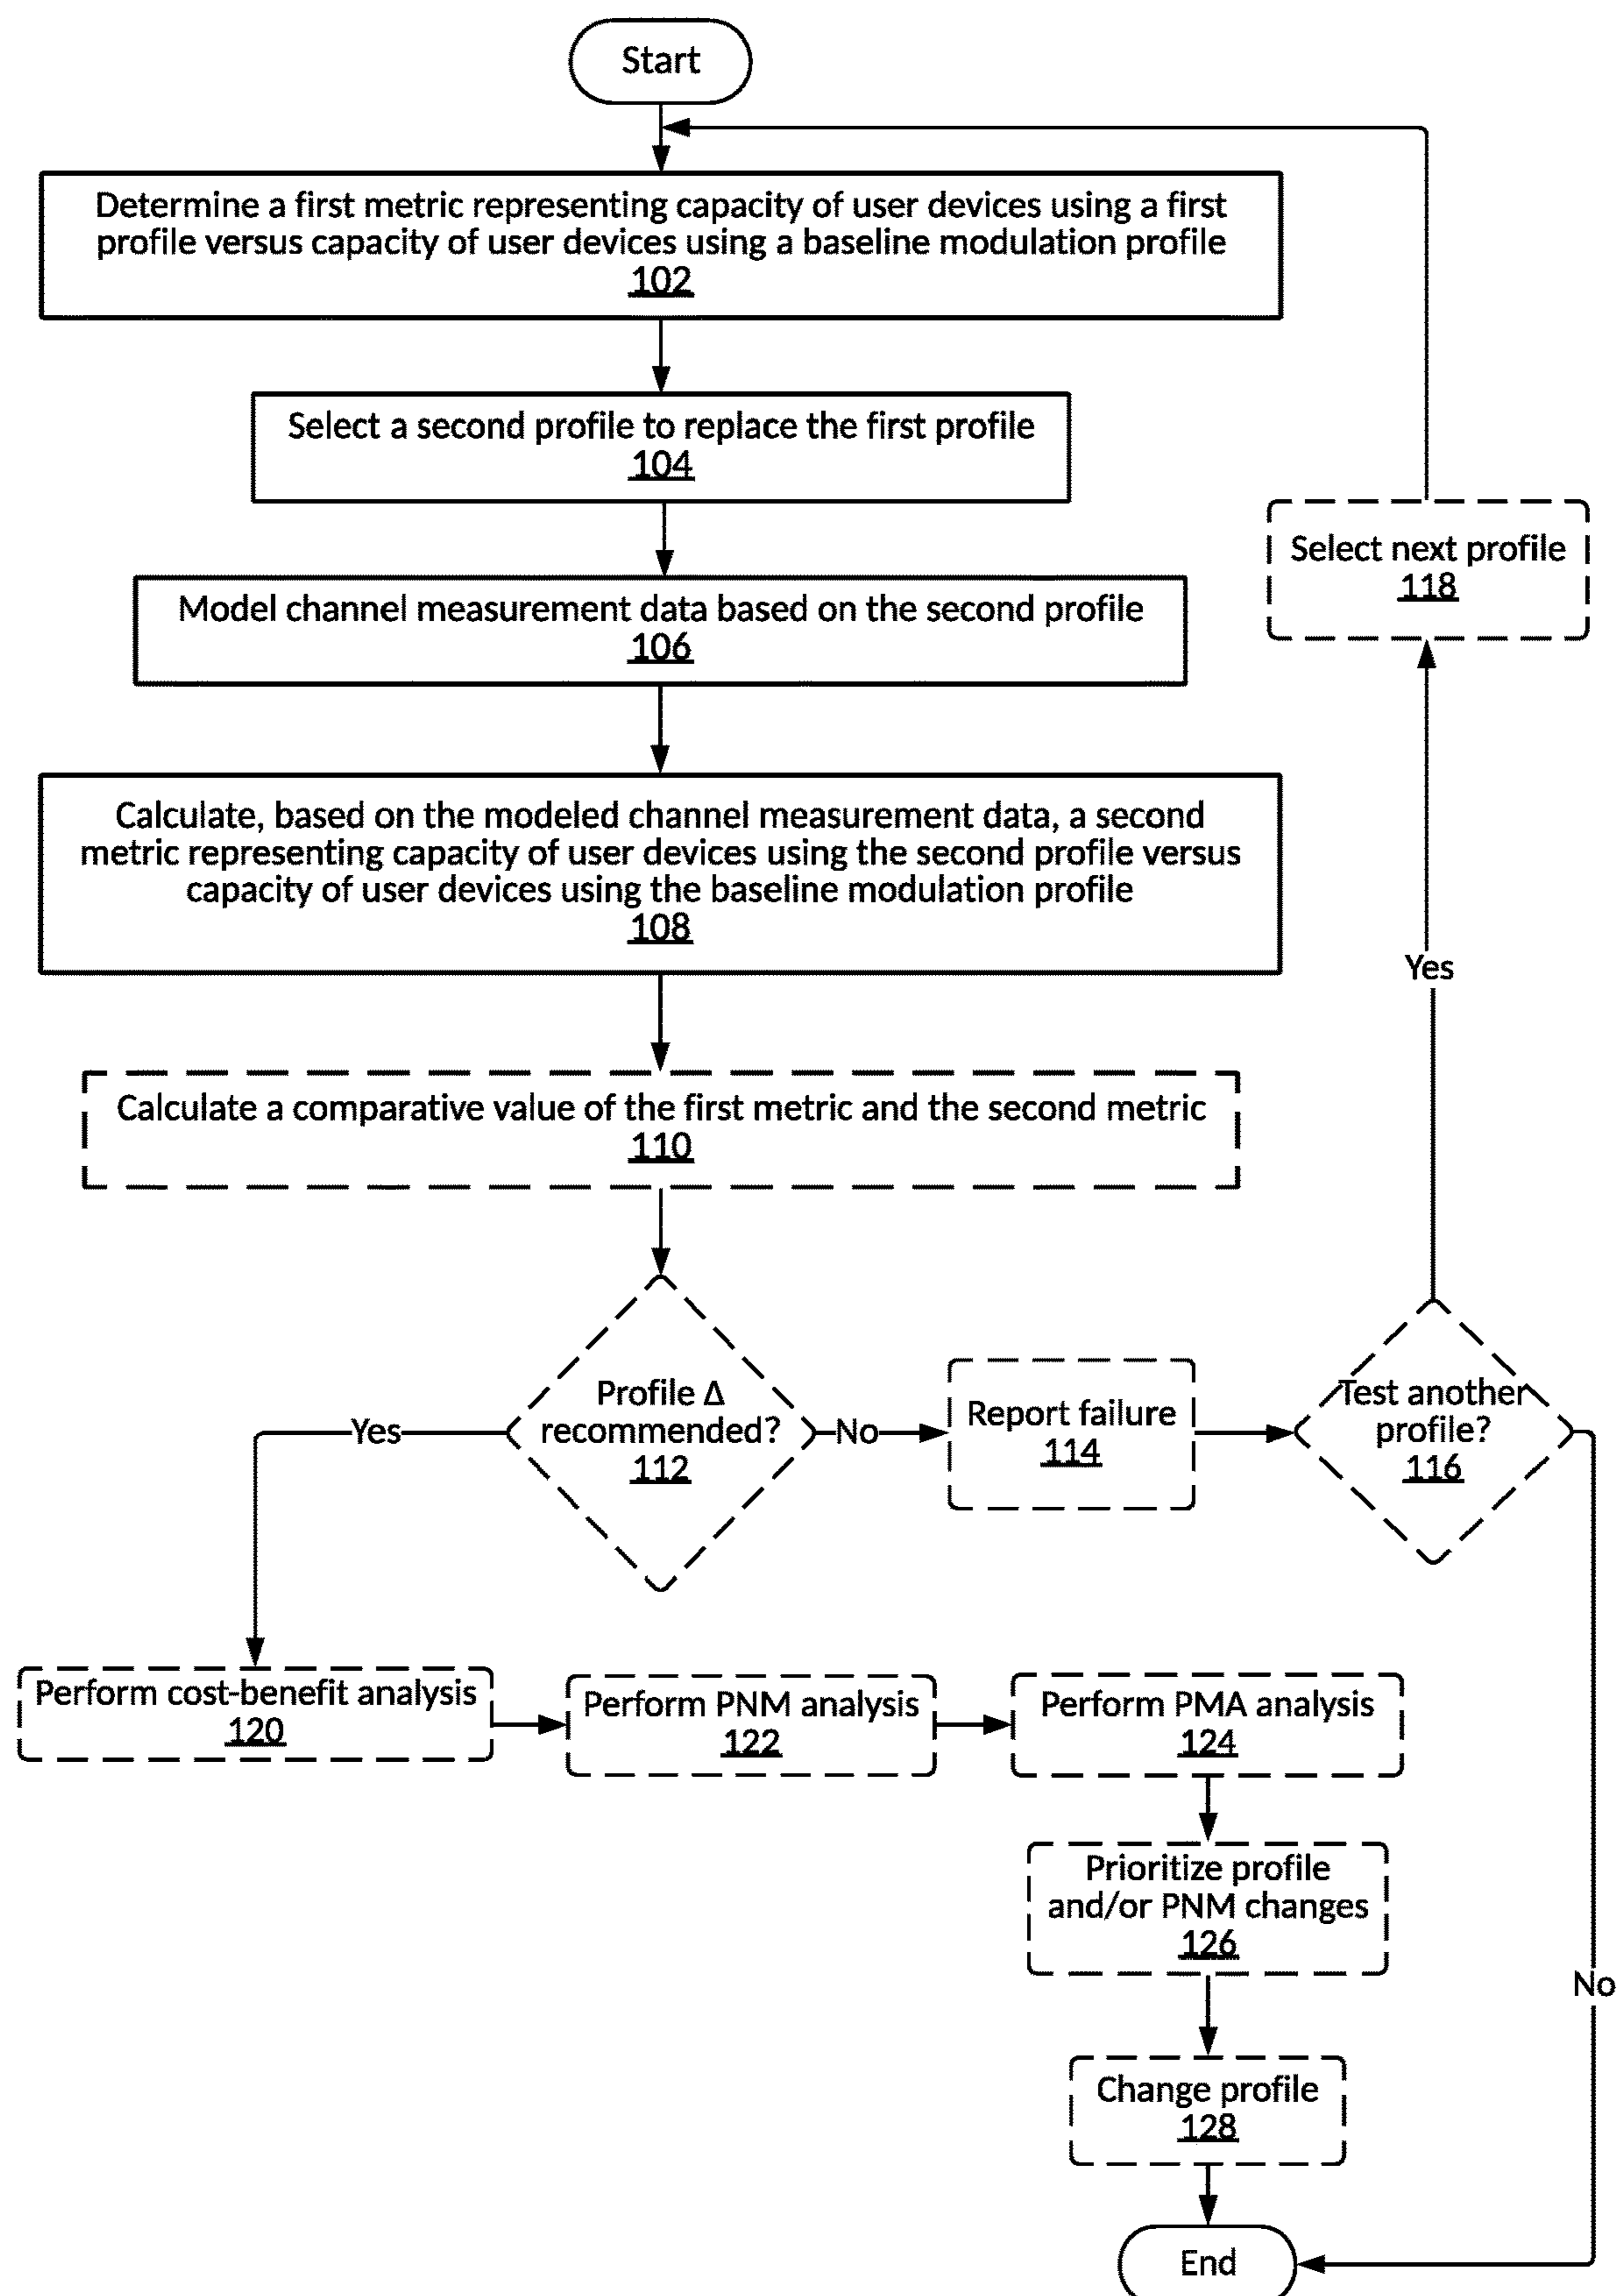 Start
Determine a first metric representing capacity of user devices using a first
profile versus capacity of user devices using a baseline modulation profile
102
Select a second profile to replace the first profile
104
Select next profile
118
Model channel measurement data based on the second profile
106
Calculate, based on the modeled channel measurement data, a second
metric representing capacity of user devices using the second profile versus
capacity of user devices using the baseline modulation profile
108
Yes
Calculate a comparative value of the first metric and the second metric
110
Yes
Profile Δ
recommended?
112
No
Report failure
114
Test another
profile?
116
Perform cost-benefit analysis
120
Perform PNM analysis
122
Perform PMA analysis
124
Prioritize profile
and/or PNM changes
126
No
Change profile
128
End